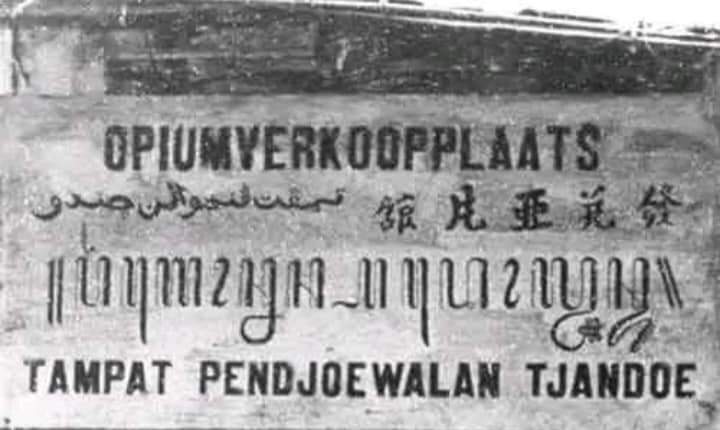 OPIUMVERKOOPPLAATS
تمڤت ڤنجوالن چندو
發兌亞片館
TAMPAT PENDJOEWALAN TJANDOE